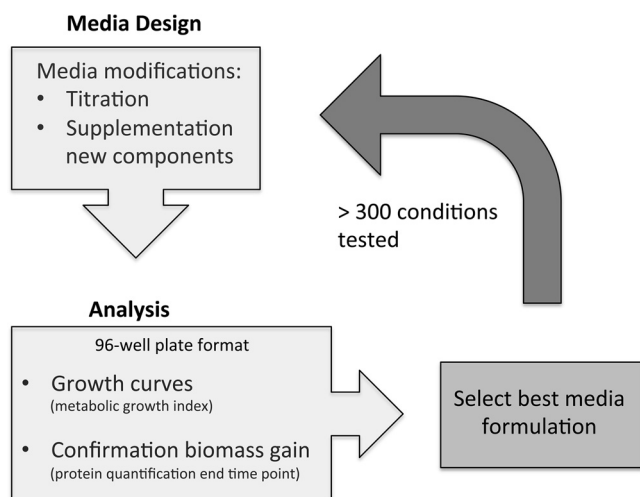 Media Design
Media modifications:
• Titration
• Supplementation
new components
> 300 conditions
tested
Analysis
96-well plate format
• Growth curves
(metabolic growth index)
• Confirmation biomass gain
(protein quantification end time point)
Select best media
formulation